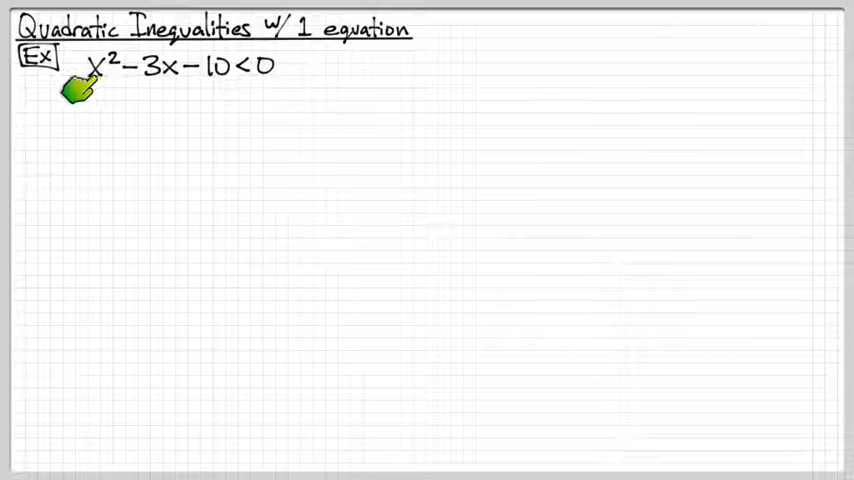 Quadratic Inequalities w/ 1 equation
Ex x²-3x-10<0